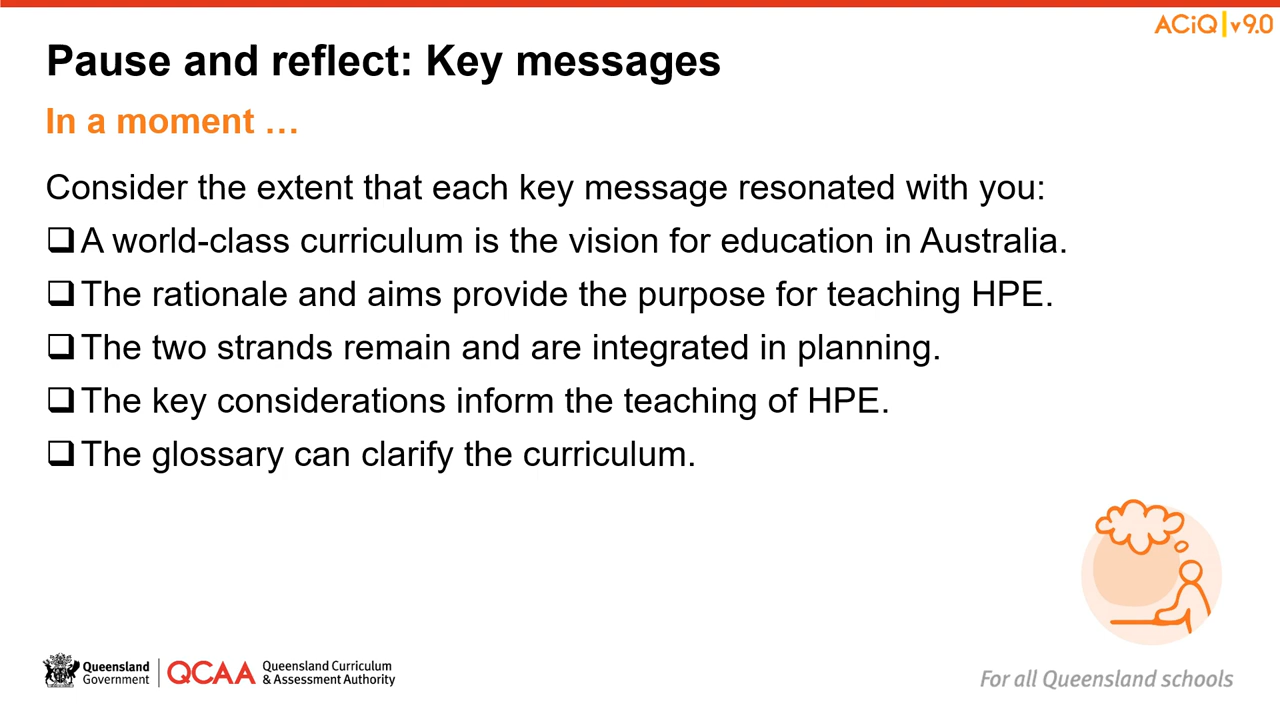 ACiQ v9.0
Pause and reflect: Key messages
In a moment …
Consider the extent that each key message resonated with you:
❑ A world-class curriculum is the vision for education in Australia.
❑ The rationale and aims provide the purpose for teaching HPE.
❑ The two strands remain and are integrated in planning.
❑ The key considerations inform the teaching of HPE.
❑ The glossary can clarify the curriculum.
Queensland
Government
QCAA
Queensland Curriculum
& Assessment Authority
For all Queensland schools